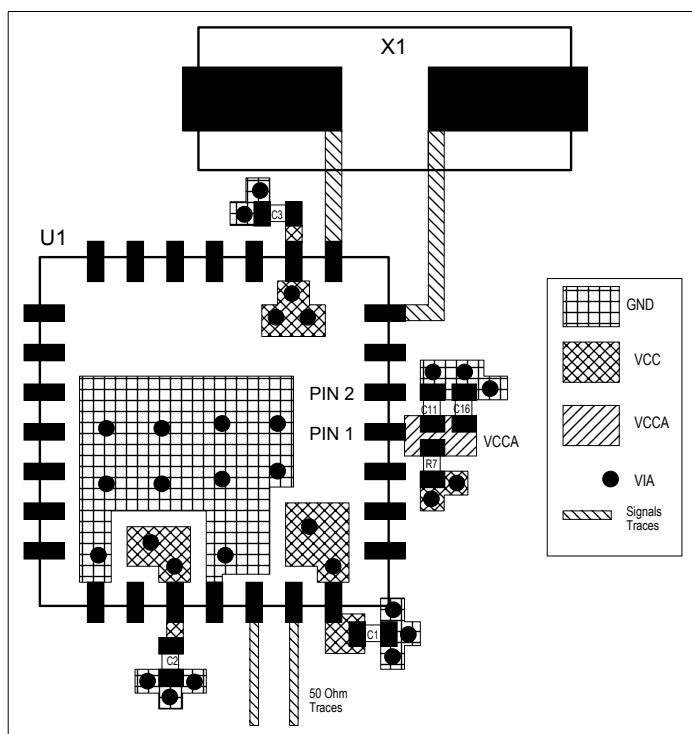 X1
C3
U1
GND
VCC
PIN 2
C11
C16
PIN 1
VCCA
VCCA
R7
VIA
Signals
Traces
C1
C2
50 Ohm
Traces